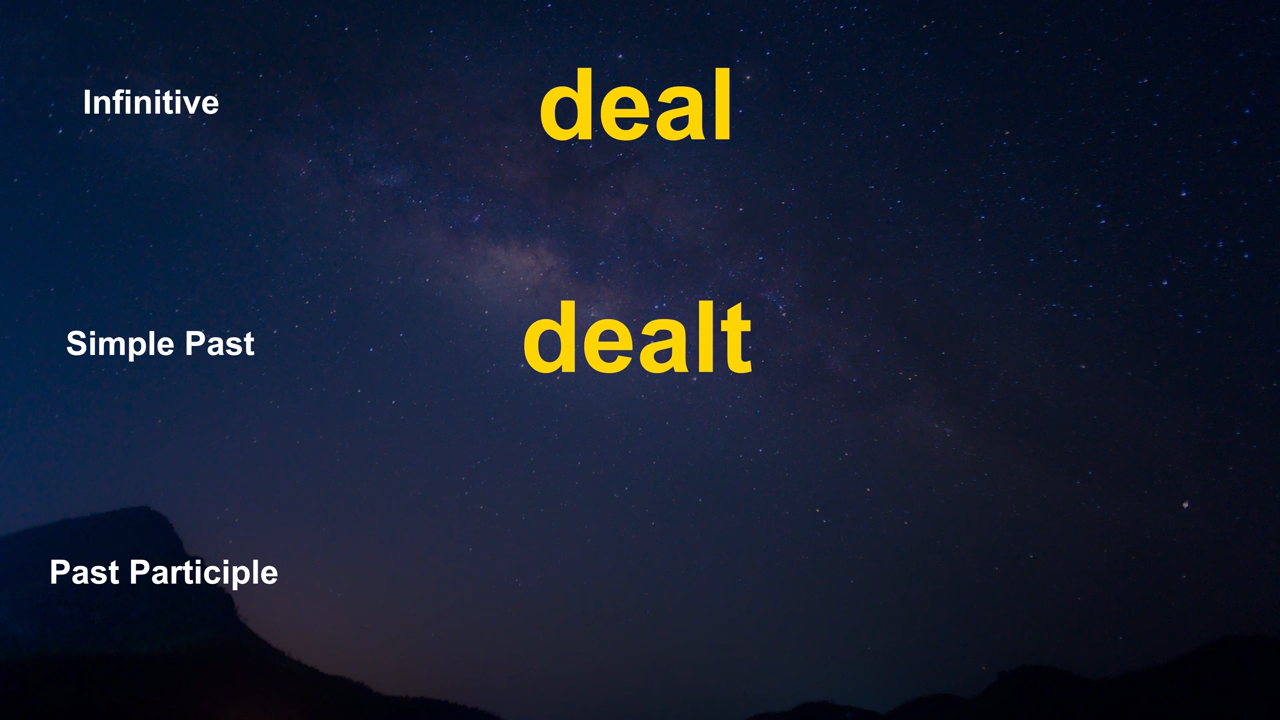 Infinitive
deal
Simple Past
dealt
Past Participle